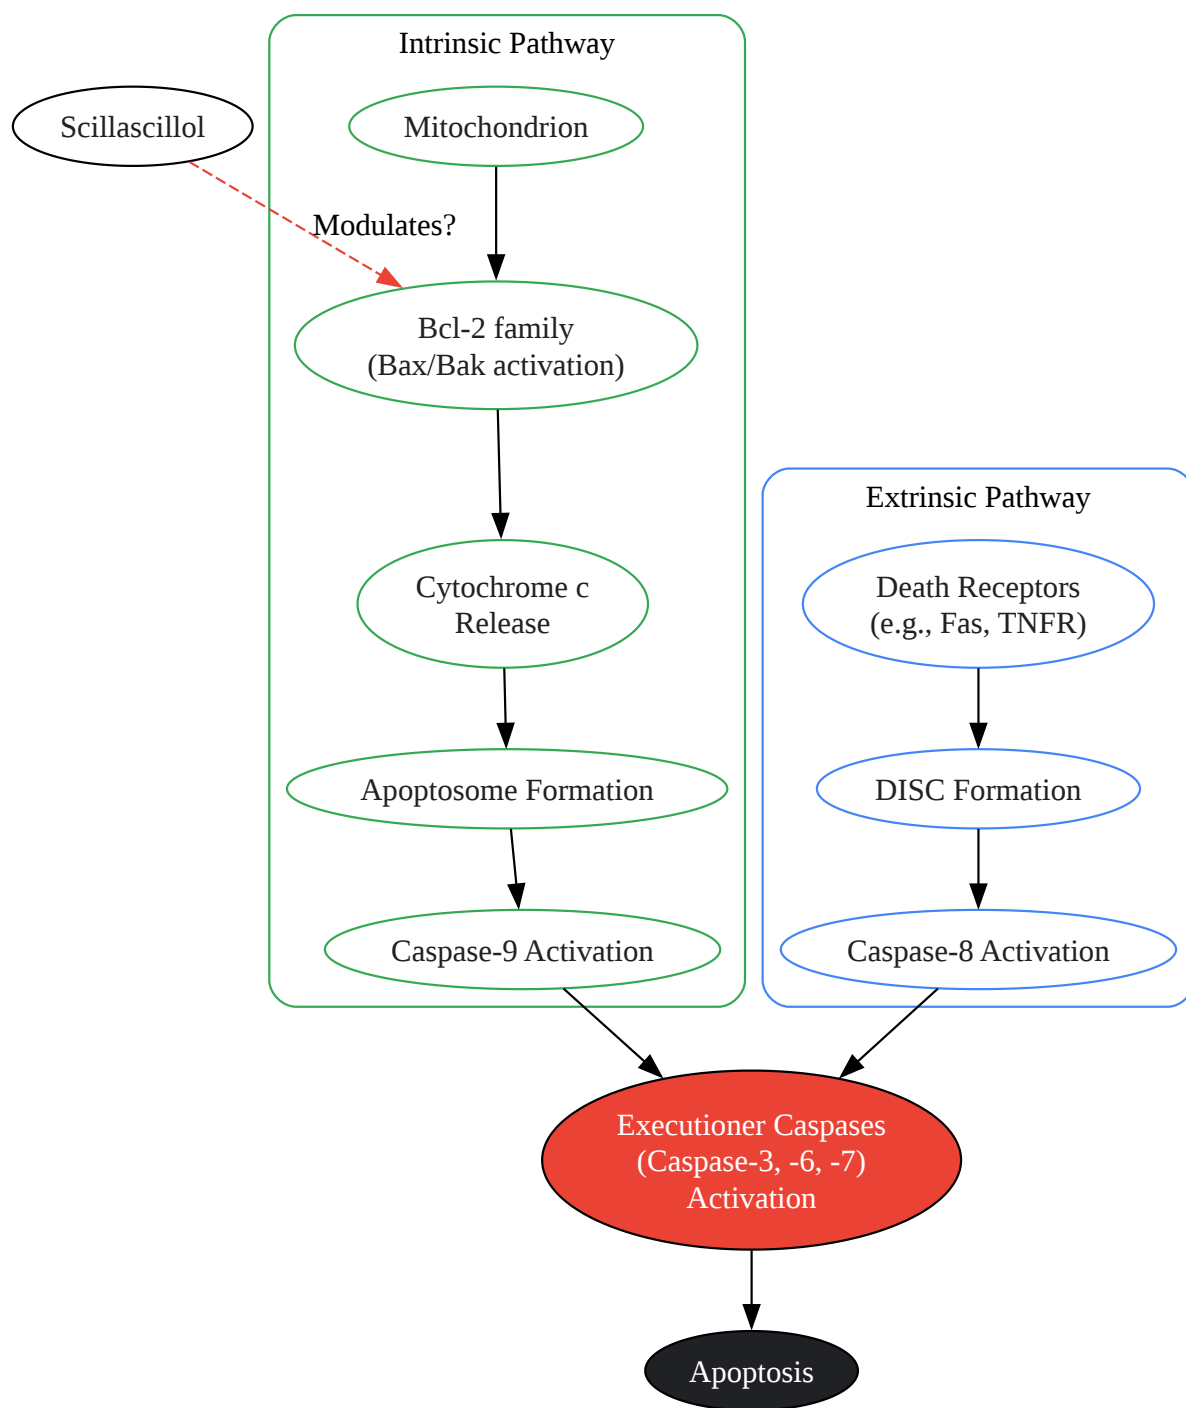 Intrinsic Pathway
Scillascillol
Mitochondrion
Modulates?
Bcl-2 family
(Bax/Bak activation)
Cytochrome c
Release
Apoptosome Formation
Caspase-9 Activation
Extrinsic Pathway
Death Receptors
(e.g., Fas, TNFR)
DISC Formation
Caspase-8 Activation
Executioner Caspases
(Caspase-3, -6, -7)
Activation
Apoptosis